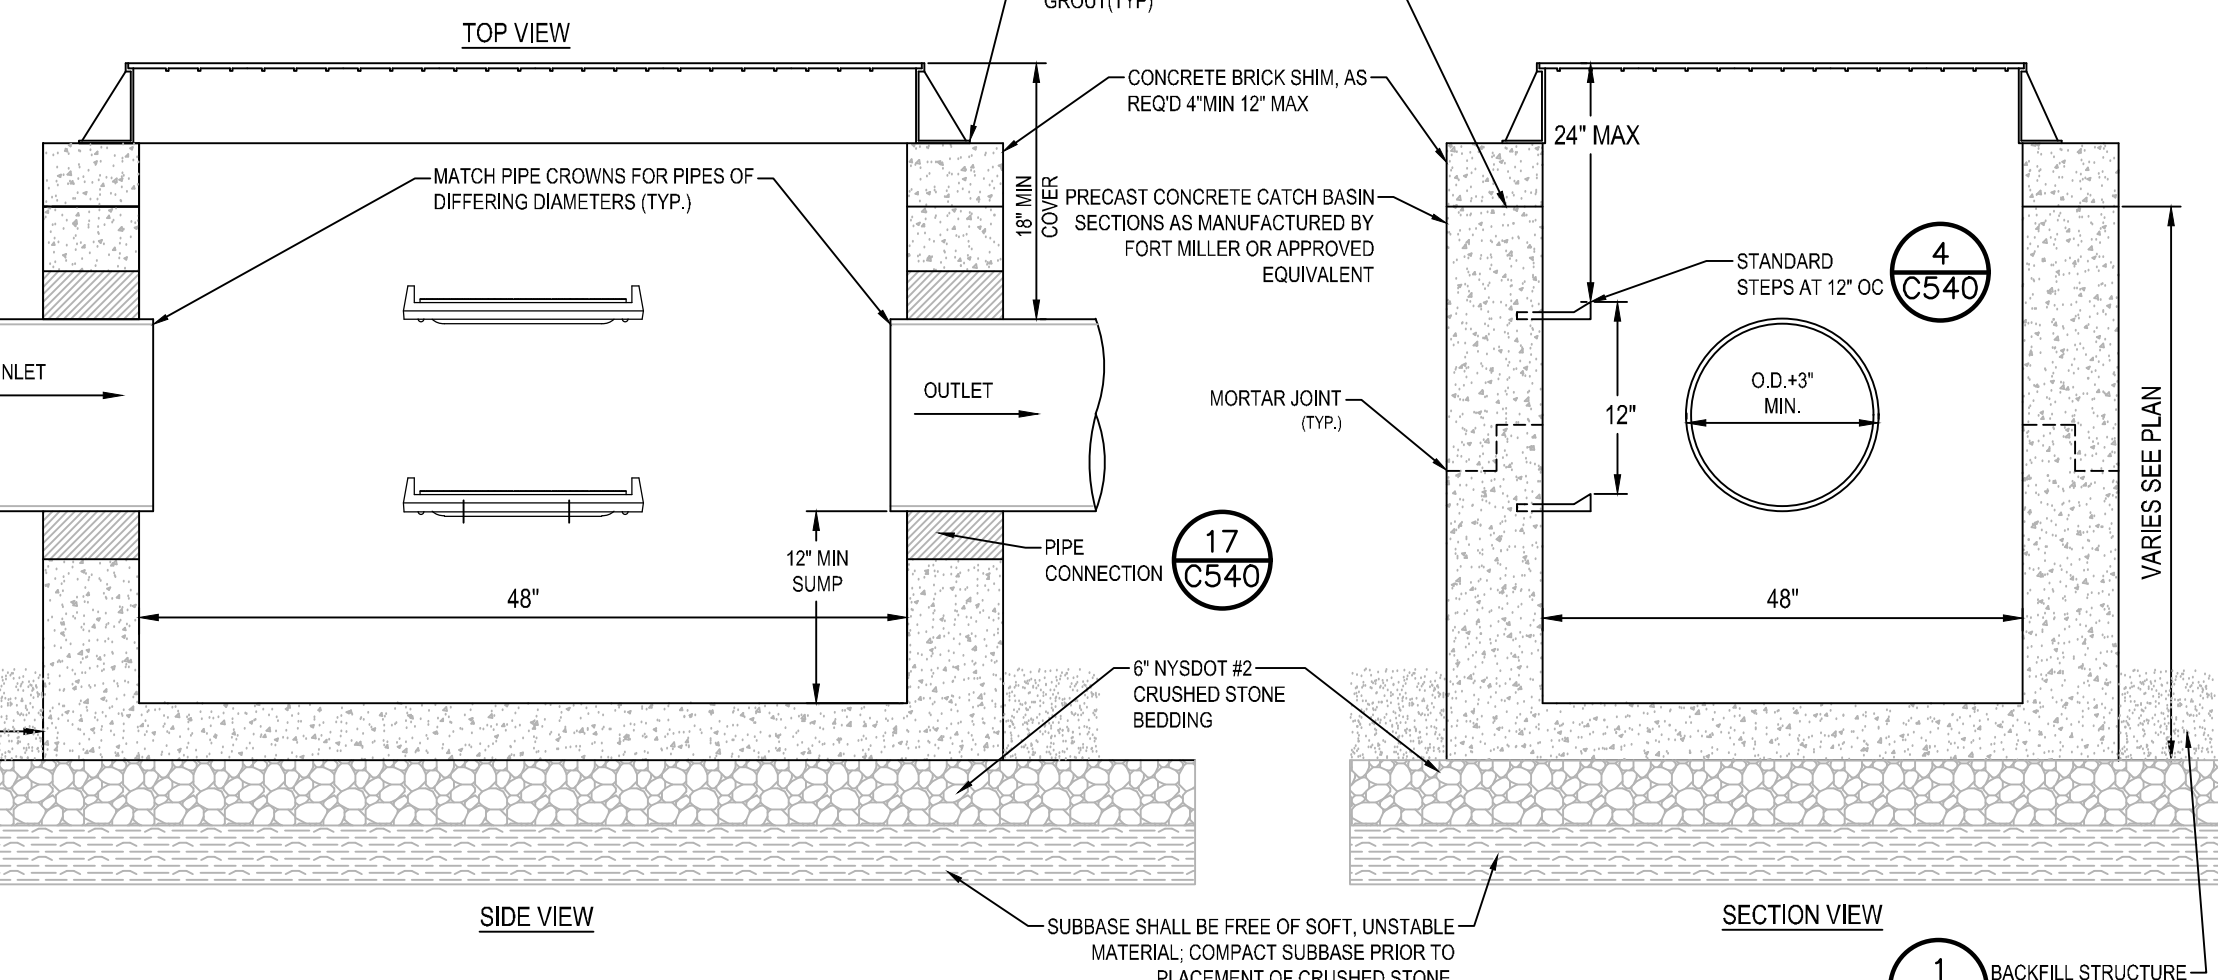 GROUT(TYP)
TOP VIEW
CONCRETE BRICK SHIM, AS
REQ'D 4"MIN 12" MAX
24" MAX
MATCH PIPE CROWNS FOR PIPES OF
DIFFERING DIAMETERS (TYP.)
18" MIN
COVER
PRECAST CONCRETE CATCH BASIN
SECTIONS AS MANUFACTURED BY
FORT MILLER OR APPROVED
EQUIVALENT
STANDARD
STEPS AT 12" OC
4
C540
NLET
OUTLET
MORTAR JOINT
(TYP.)
12"
O.D.+3"
MIN.
VARIES SEE PLAN
12" MIN
SUMP
PIPE
CONNECTION
17
C540
48"
48"
6" NYSDOT #2
CRUSHED STONE
BEDDING
SIDE VIEW
SECTION VIEW
SUBBASE SHALL BE FREE OF SOFT, UNSTABLE
MATERIAL; COMPACT SUBBASE PRIOR TO
PLACEMENT OF CRUSHED STONE
1
BACKFILL STRUCTURE